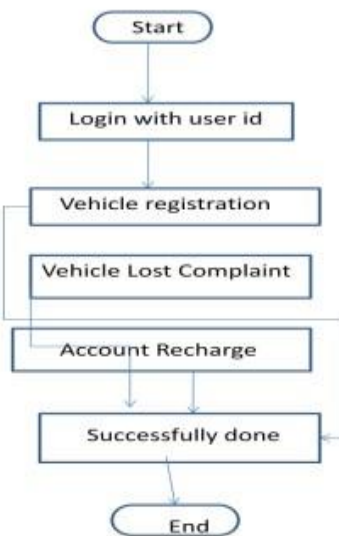 Start
Login with user id
Vehicle registration
Vehicle Lost Complaint
Account Recharge
Successfully done
End